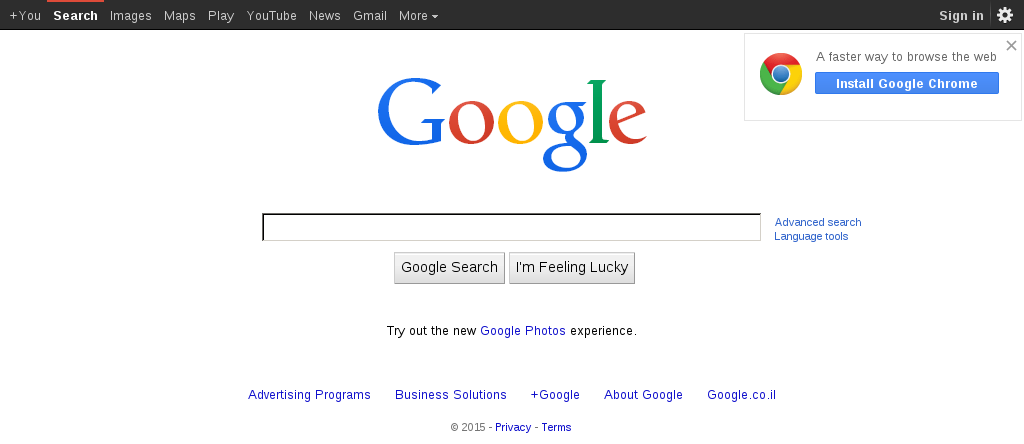 +You Search Images Maps Play YouTube News Gmail More Sign in
A faster way to browse the web
Install Google Chrome
Google
Advanced search
Language tools
Google Search I'm Feeling Lucky
Try out the new Google Photos experience.
Advertising Programs Business Solutions +Google About Google Google.co.il
© 2015 - Privacy - Terms